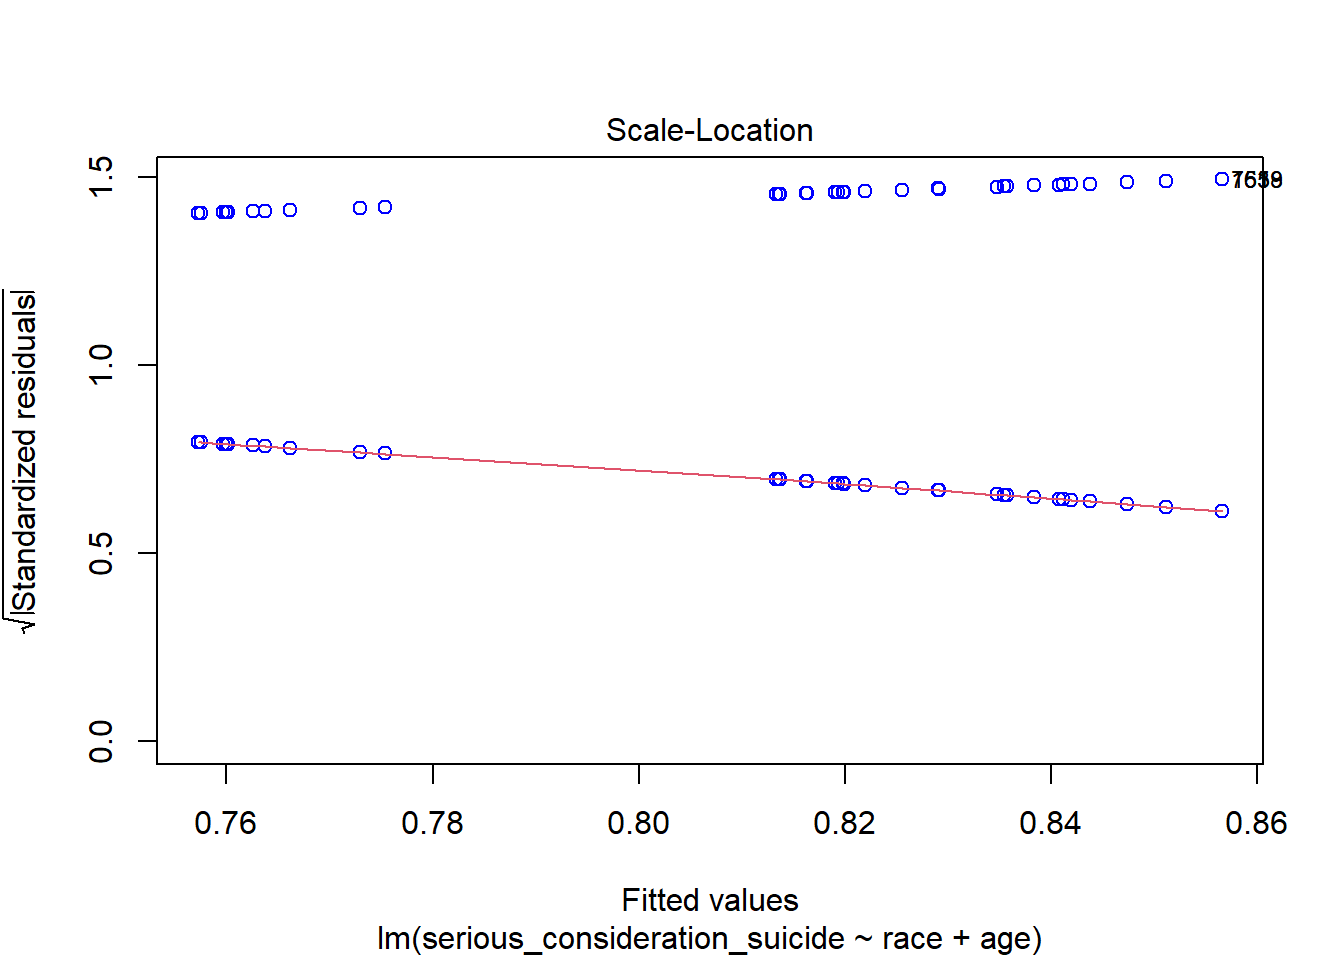 Scale-Location
√|Standardized residuals|
1.5
1.0
0.5
0.0
0.76 0.78 0.80 0.82 0.84 0.86
Fitted values
lm(serious_consideration_suicide ~ race + age)